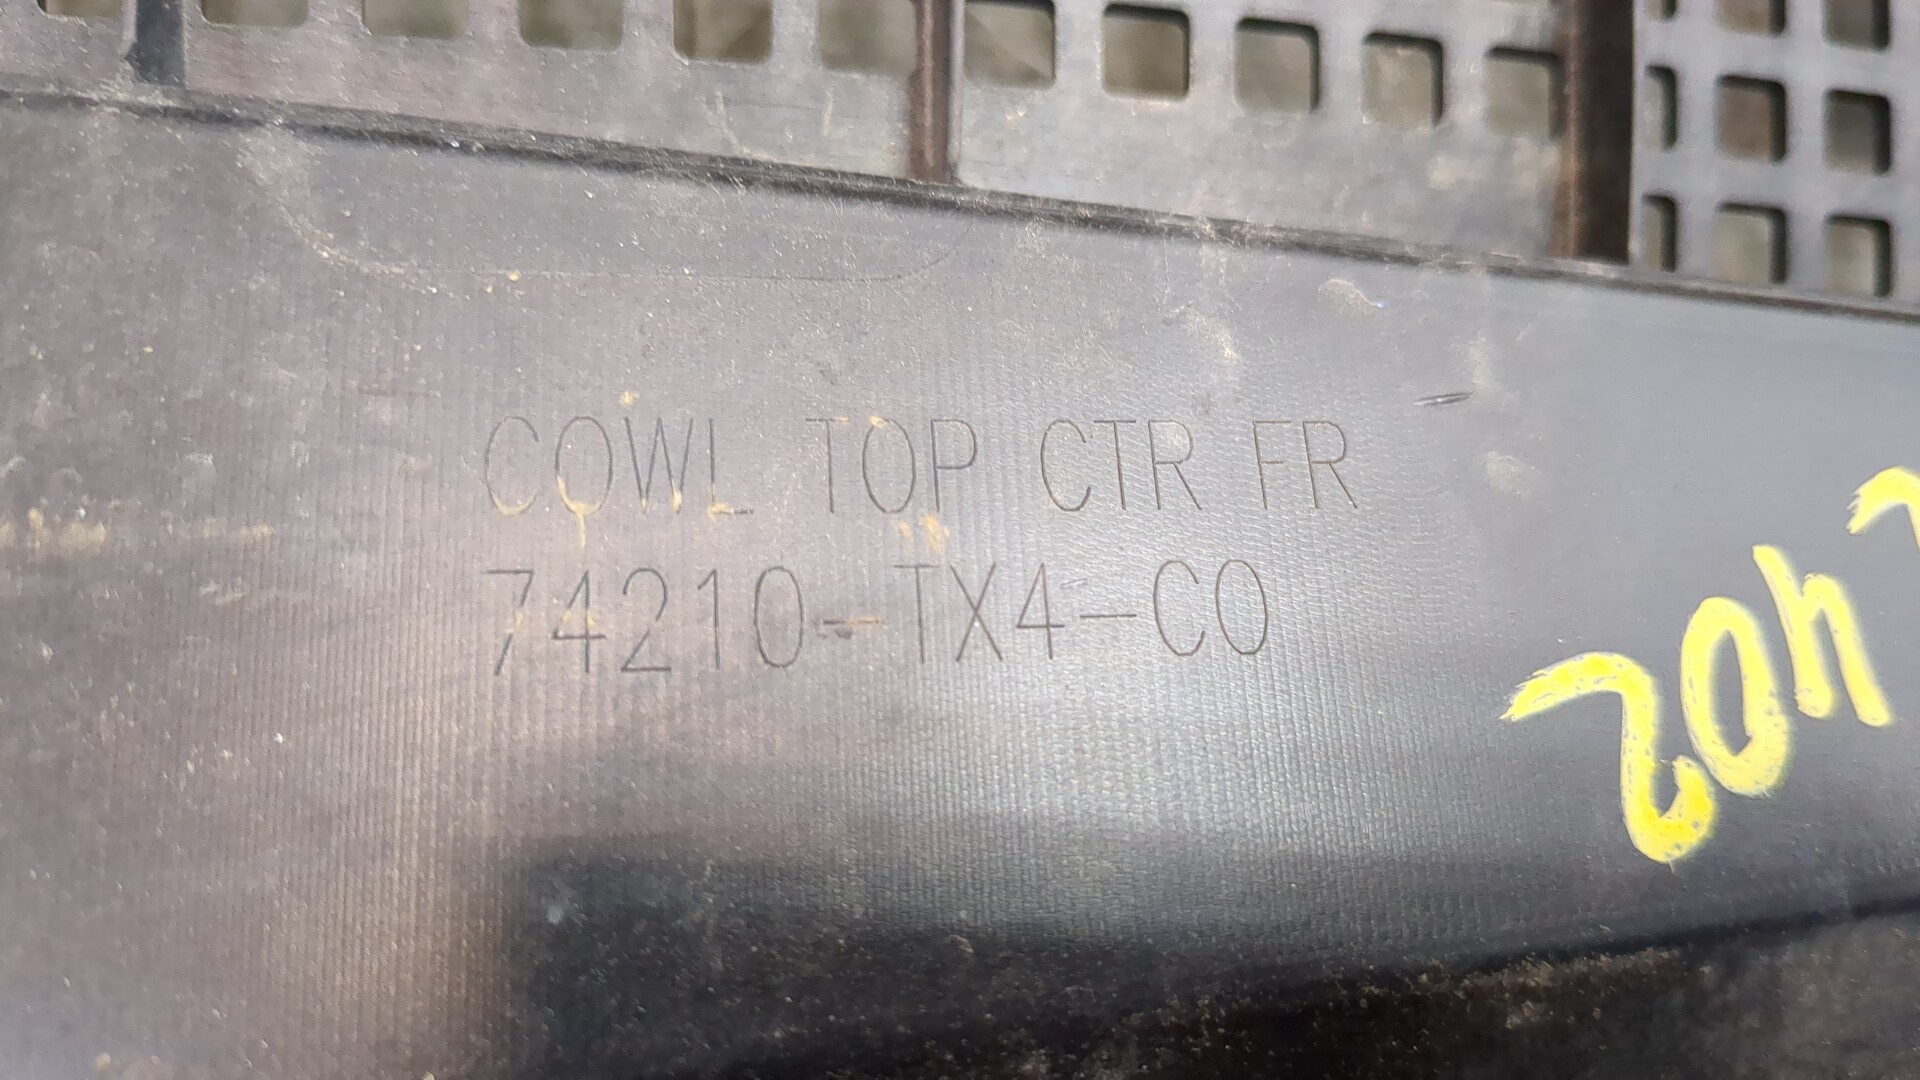 COWL TOP CTR FR
74210-TX4-C0